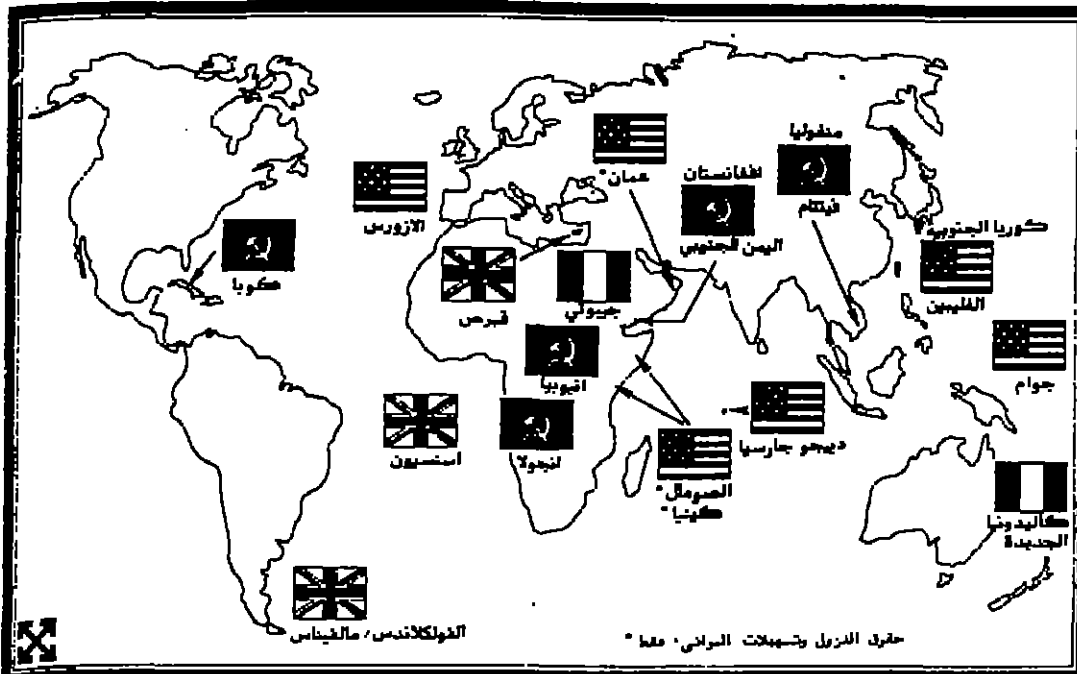 منغوليا
فيتنام
عمان *
افغانستان
اليمن الجنوبي
الازورس
كوريا الجنوبية
الفليبين
كوبا
قبرص
جيبوتي
جوام
اثيوبيا
اسنسيون
انجولا
دييجو جارسيا
الصومال *
كينيا *
كاليدونيا
الجديدة
الفولكلاندس / مالفيناس
حقوق النزول وتسهيلات الموانى، فقط *